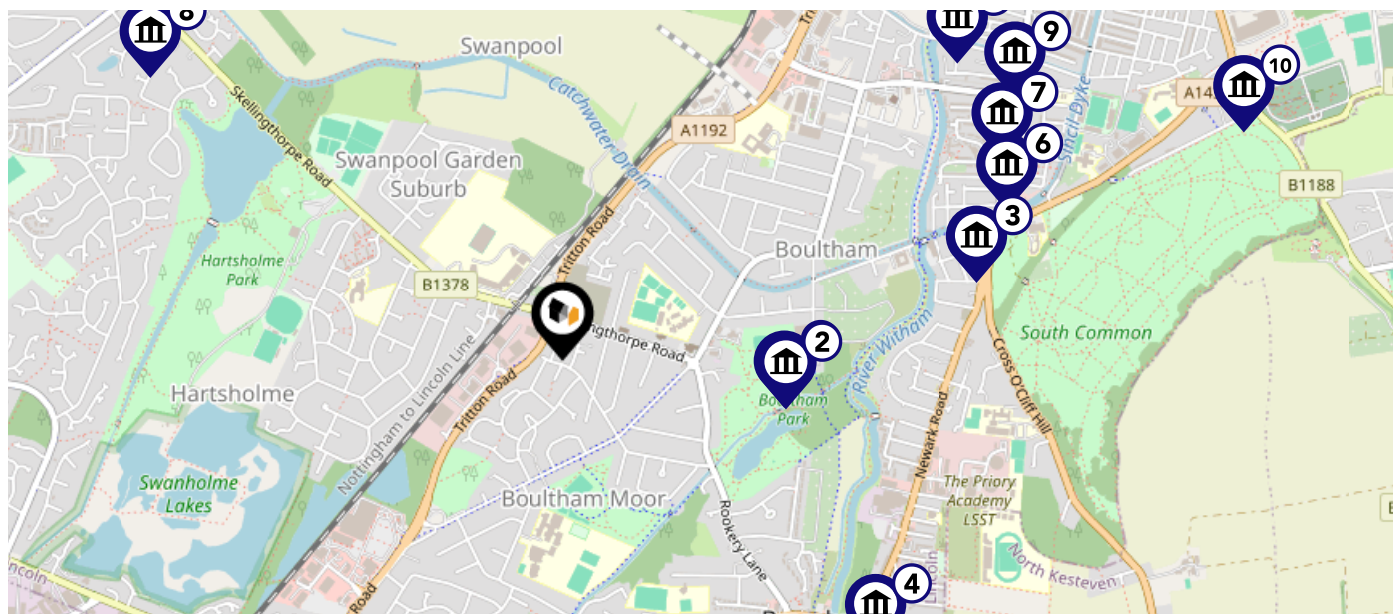 8
9
10
7
6
3
2
4
Swanpool
Catchwater Drain
Tri
Skellingthorpe Road
A1192
Sincil Dyke
Swanpool Garden
Suburb
B1188
Tritton Road
Hartsholme
Park
B1378
Boultham
ngthorpe Road
River Witham
South Common
Cross O'Cliff Hill
Nottingham to Lincoln Line
Tritton Road
Hartsholme
Park
Newark Road
Swanholme
Lakes
Boultham Moor
Rookery Lane
The Priory
Academy
LSST
North Kesteven
Lincoln
Road